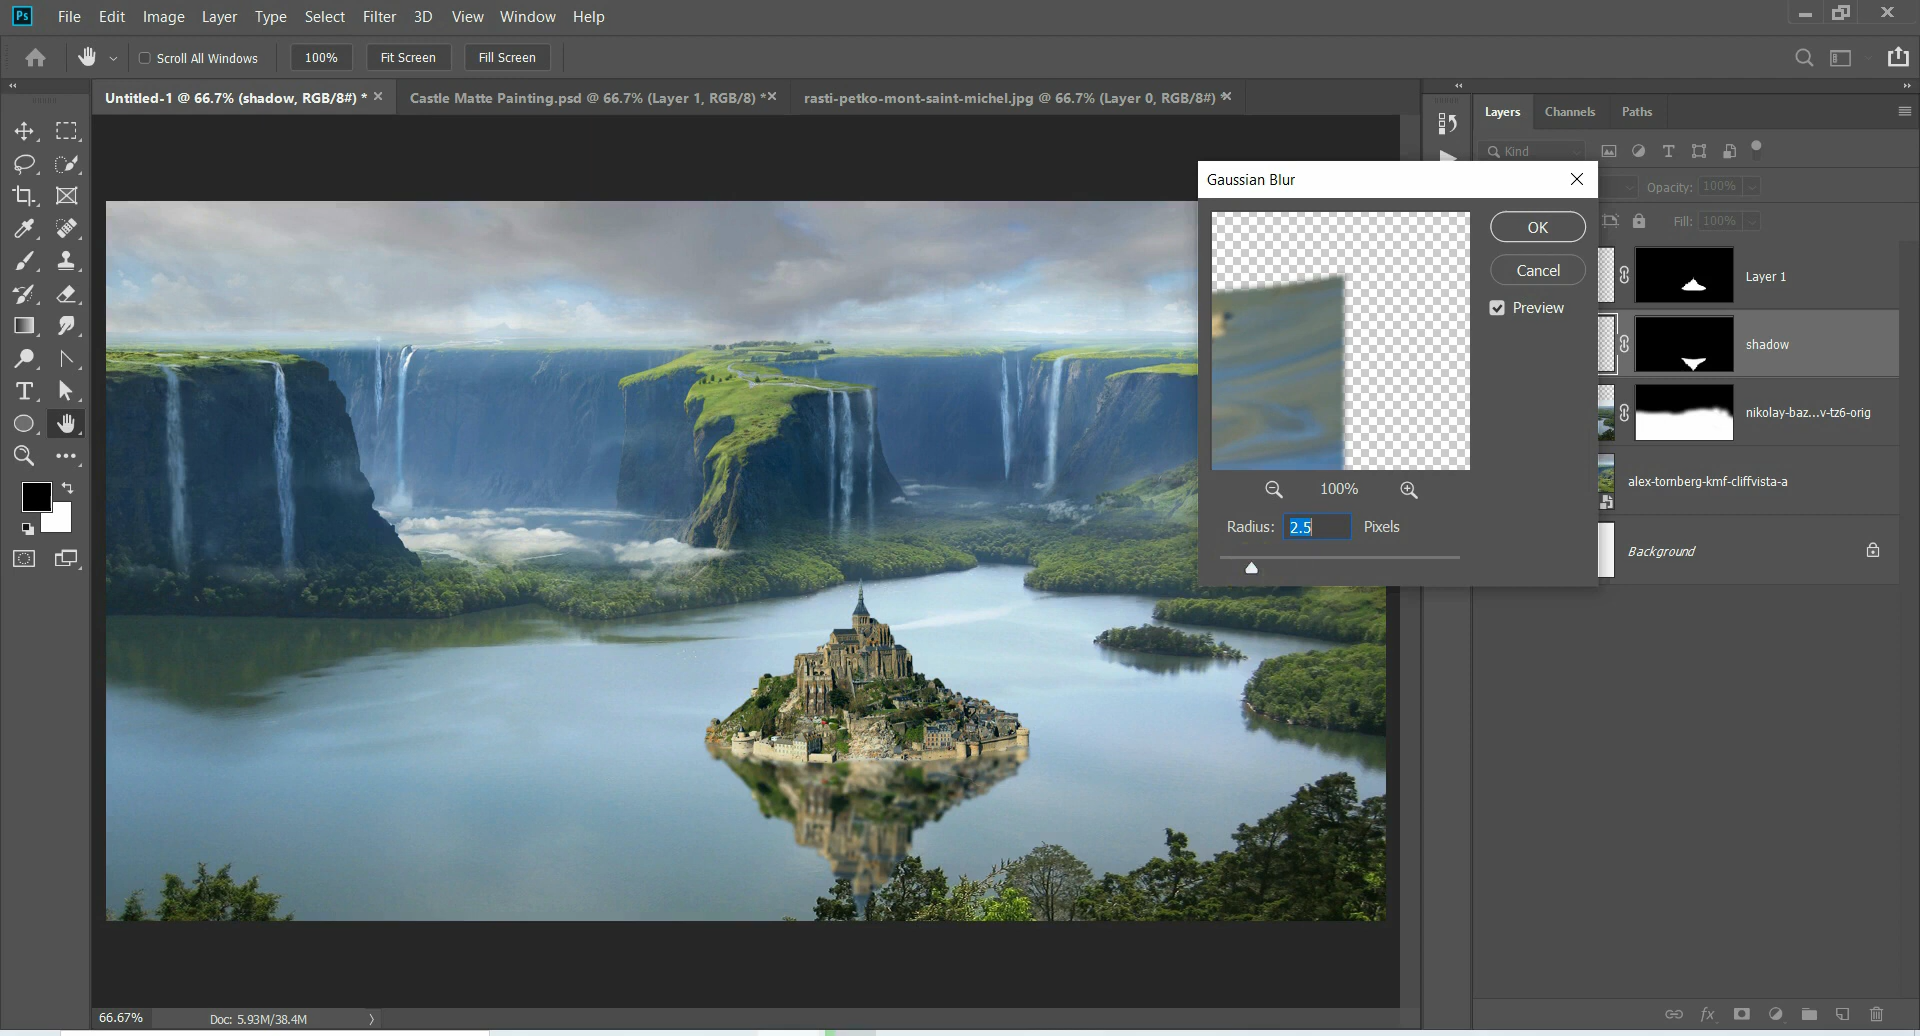 Ps File Edit Image Layer Type Select Filter 3D View Window Help
Scroll All Windows 100% Fit Screen Fill Screen
Untitled-1 @ 66.7% (shadow, RGB/8#) * Castle Matte Painting.psd @ 66.7% (Layer 1, RGB/8) * rasti-petko-mont-saint-michel.jpg @ 66.7% (Layer 0, RGB/8#) *
Layers Channels Paths
Kind
Gaussian Blur
Opacity: 100%
OK
Fill: 100%
Cancel
Layer 1
Preview
shadow
nikolay-baz...v-tz6-orig
100%
alex-tornberg-kmf-cliffvista-a
Radius: 2.5 Pixels
Background
66.67% Doc: 5.93M/38.4M
fx